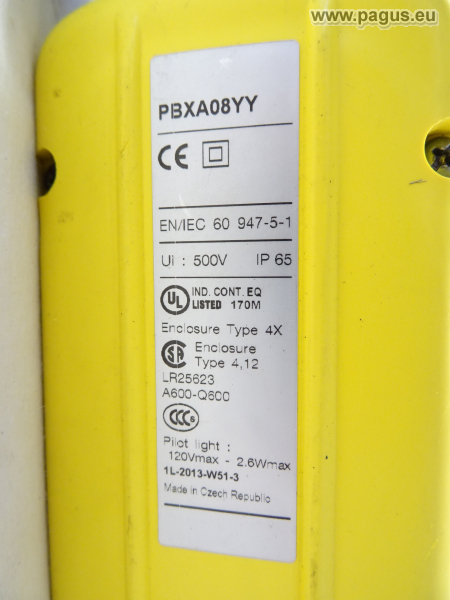 www.pagus.eu
PBXA08YY
CE
EN/IEC 60 947-5-1
Ui : 500V IP 65
UL IND. CONT. EQ
LISTED 170M
Enclosure Type 4X
SA Enclosure
Type 4,12
LR25623
A600-Q600
CCC
Pilot light :
120Vmax - 2.6Wmax
1L-2013-W51-3
Made in Czech Republic